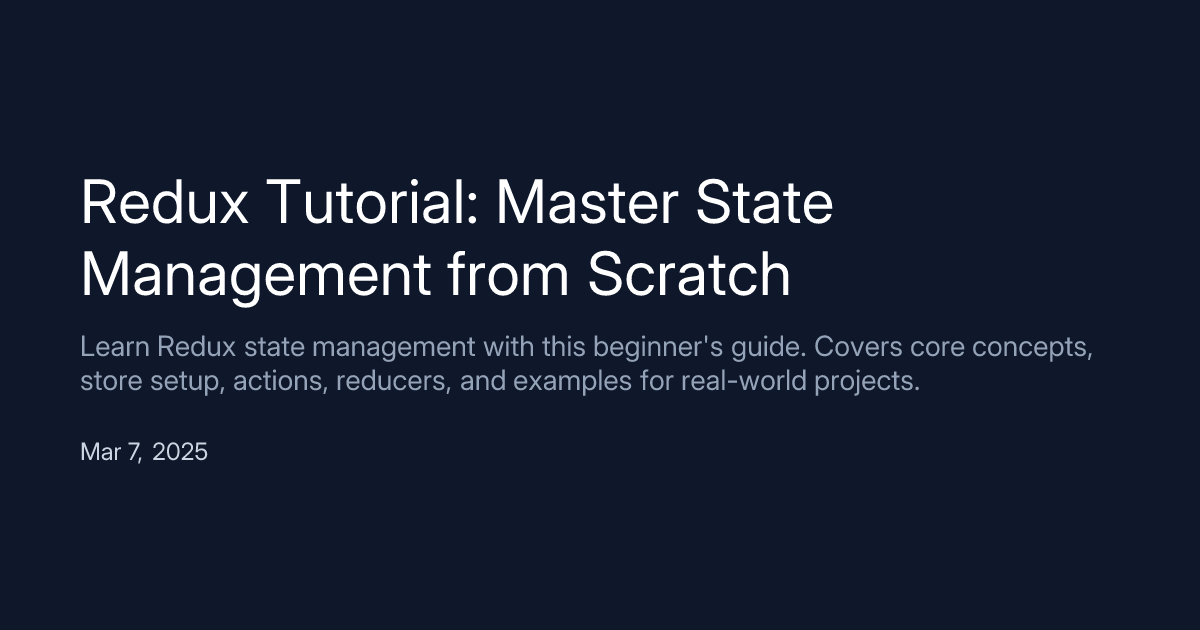 Redux Tutorial: Master State
Management from Scratch
Learn Redux state management with this beginner's guide. Covers core concepts,
store setup, actions, reducers, and examples for real-world projects.
Mar 7, 2025